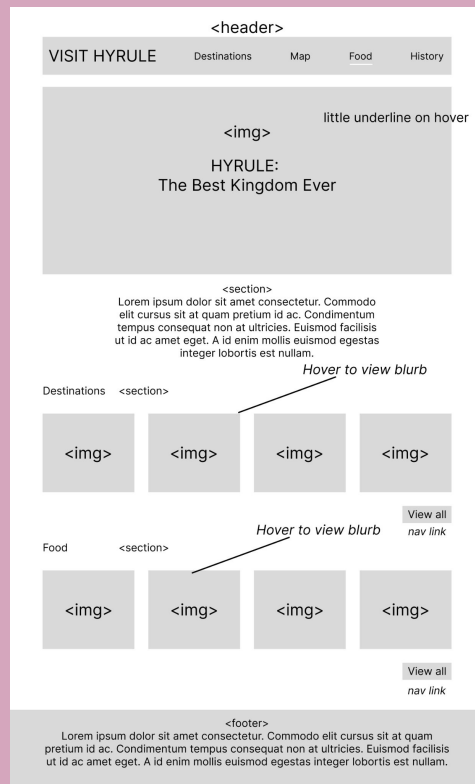 <header>
VISIT HYRULE Destinations Map Food History
little underline on hover
<img>
HYRULE:
The Best Kingdom Ever
<section>
Lorem ipsum dolor sit amet consectetur. Commodo
elit cursus sit at quam pretium id ac. Condimentum
tempus consequat non at ultricies. Euismod facilisis
ut id ac amet eget. A id enim mollis euismod egestas
integer lobortis est nullam.
Hover to view blurb
Destinations <section>
<img> <img> <img> <img>
View all
nav link
Hover to view blurb
Food <section>
<img> <img> <img> <img>
View all
nav link
<footer>
Lorem ipsum dolor sit amet consectetur. Commodo elit cursus sit at quam
pretium id ac. Condimentum tempus consequat non at ultricies. Euismod facilisis
ut id ac amet eget. A id enim mollis euismod egestas integer lobortis est nullam.